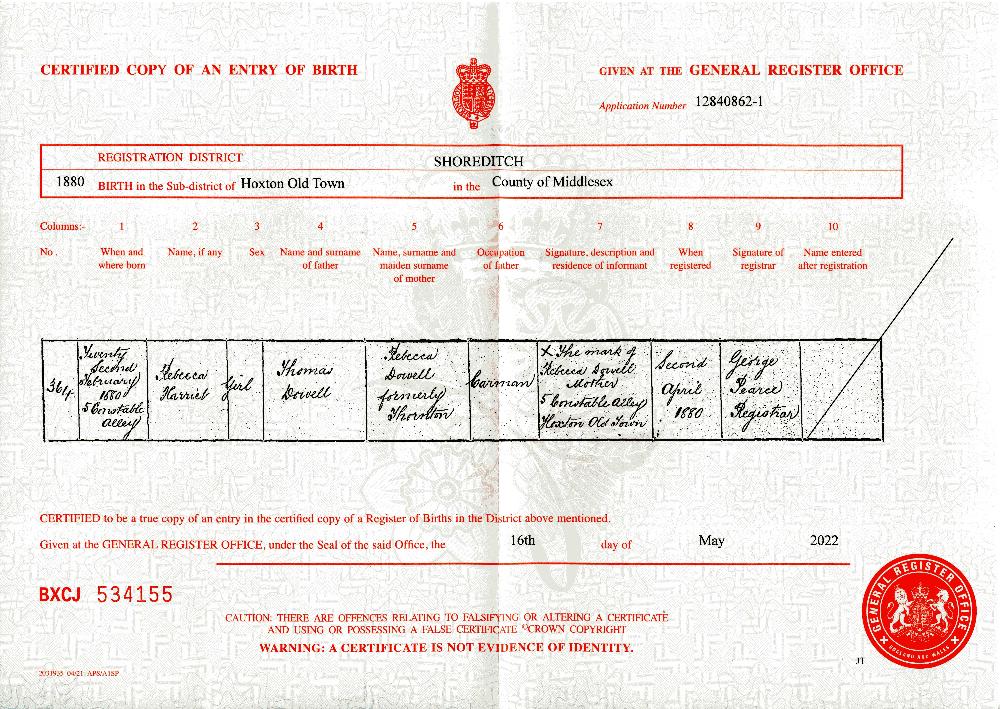 CERTIFIED COPY OF AN ENTRY OF BIRTH
GIVEN AT THE GENERAL REGISTER OFFICE
Application Number 12840862-1
REGISTRATION DISTRICT SHOREDITCH
1880 BIRTH in the Sub-district of Hoxton Old Town in the County of Middlesex
Columns:- 1 2 3 4 5 6 7 8 9 10
No. When and where born
Name, if any
Sex
Name and surname of father
Name, surname and maiden surname of mother
Occupation of father
Signature, description and residence of informant
When registered
Signature of registrar
Name entered after registration
364
Twenty
Second
February
1880
5 Constable
Alley
Rebecca
Harriet
Girl
Thomas
Dowell
Rebecca
Dowell
formerly
Thornton
Carman
X The mark of
Rebecca Dowell
Mother
5 Constable Alley
Hoxton Old Town
Second
April
1880
George
Pearce
Registrar
CERTIFIED to be a true copy of an entry in the certified copy of a Register of Births in the District above mentioned.
Given at the GENERAL REGISTER OFFICE, under the Seal of the said Office, the 16th day of May 2022
BXCJ 534155
CAUTION: THERE ARE OFFENCES RELATING TO FALSIFYING OR ALTERING A CERTIFICATE
AND USING OR POSSESSING A FALSE CERTIFICATE ©CROWN COPYRIGHT
WARNING: A CERTIFICATE IS NOT EVIDENCE OF IDENTITY.
GENERAL REGISTER OFFICE
ENGLAND AND WALES
JT